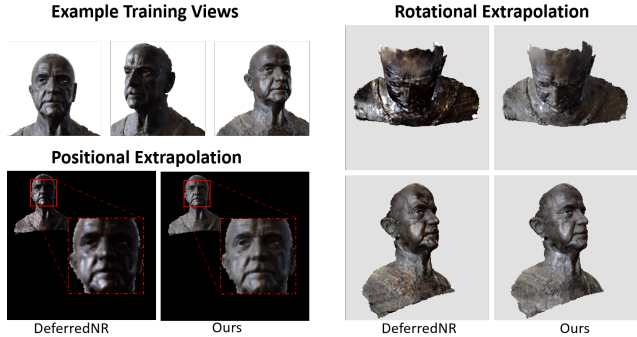 Example Training Views
Positional Extrapolation
DeferredNR
Ours
Rotational Extrapolation
DeferredNR
Ours